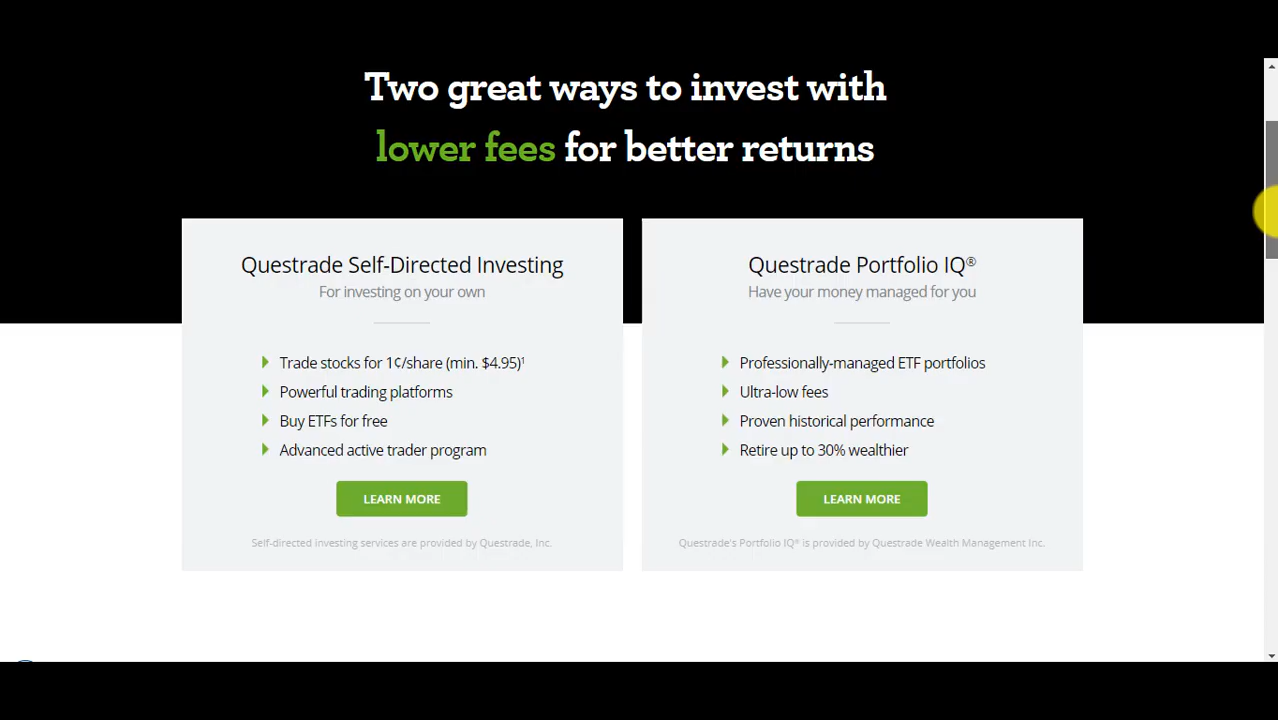 Two great ways to invest with
lower fees for better returns
Questrade Self-Directed Investing
For investing on your own
Trade stocks for 1¢/share (min. $4.95)¹
Powerful trading platforms
Buy ETFs for free
Advanced active trader program
LEARN MORE
Self-directed investing services are provided by Questrade, Inc.
Questrade Portfolio IQ®
Have your money managed for you
Professionally-managed ETF portfolios
Ultra-low fees
Proven historical performance
Retire up to 30% wealthier
LEARN MORE
Questrade's Portfolio IQ® is provided by Questrade Wealth Management Inc.